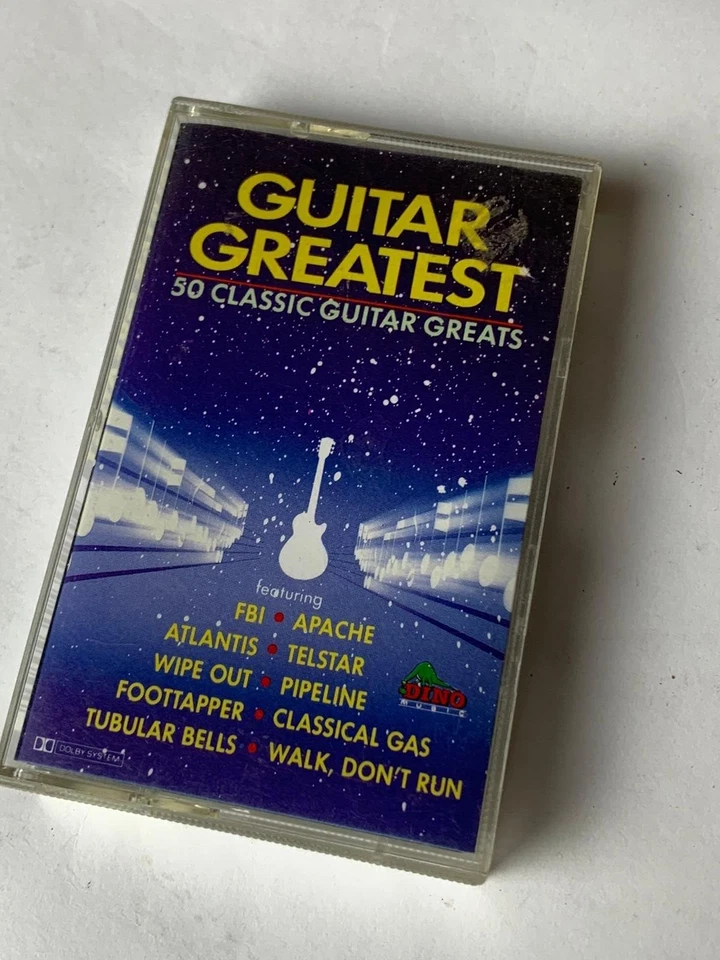 GUITAR
GREATEST
50 CLASSIC GUITAR GREATS
featuring
FBI • APACHE
ATLANTIS • TELSTAR
WIPE OUT • PIPELINE
FOOTTAPPER • CLASSICAL GAS
TUBULAR BELLS • WALK, DON'T RUN
DINO
MUSIC
DOLBY SYSTEM